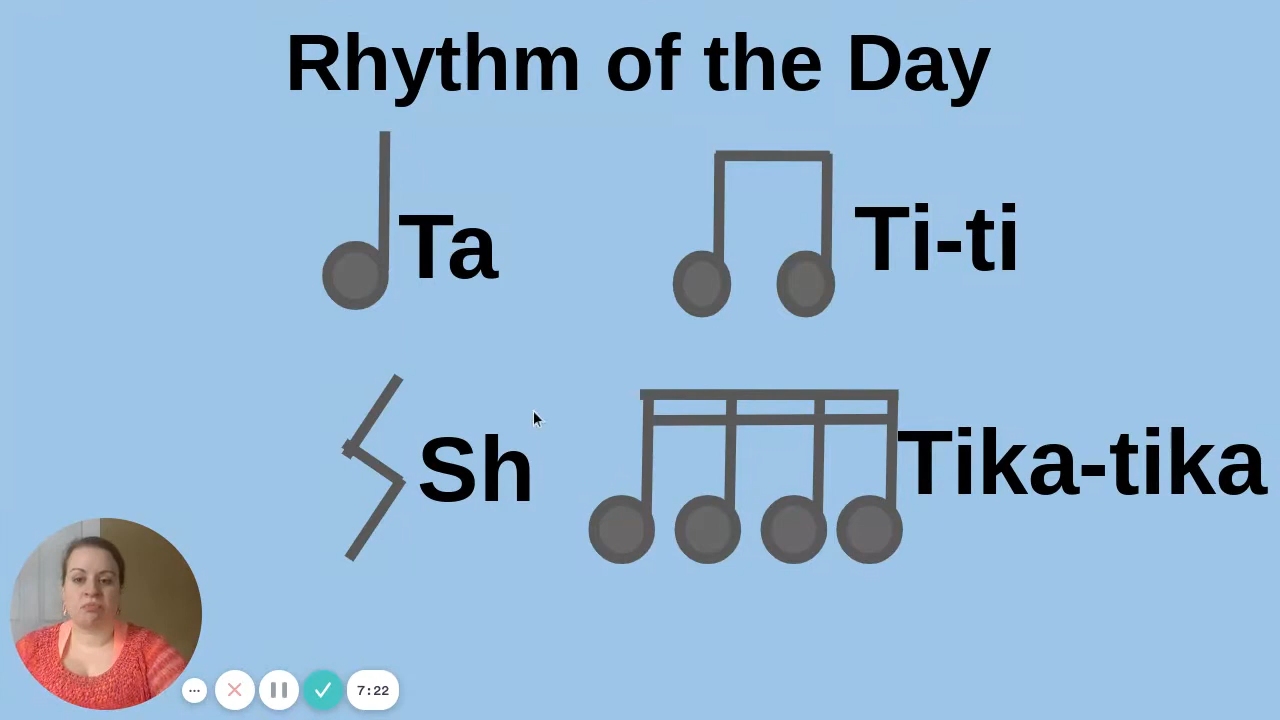 Rhythm of the Day
Ta
Ti-ti
Sh
Tika-tika
7:22